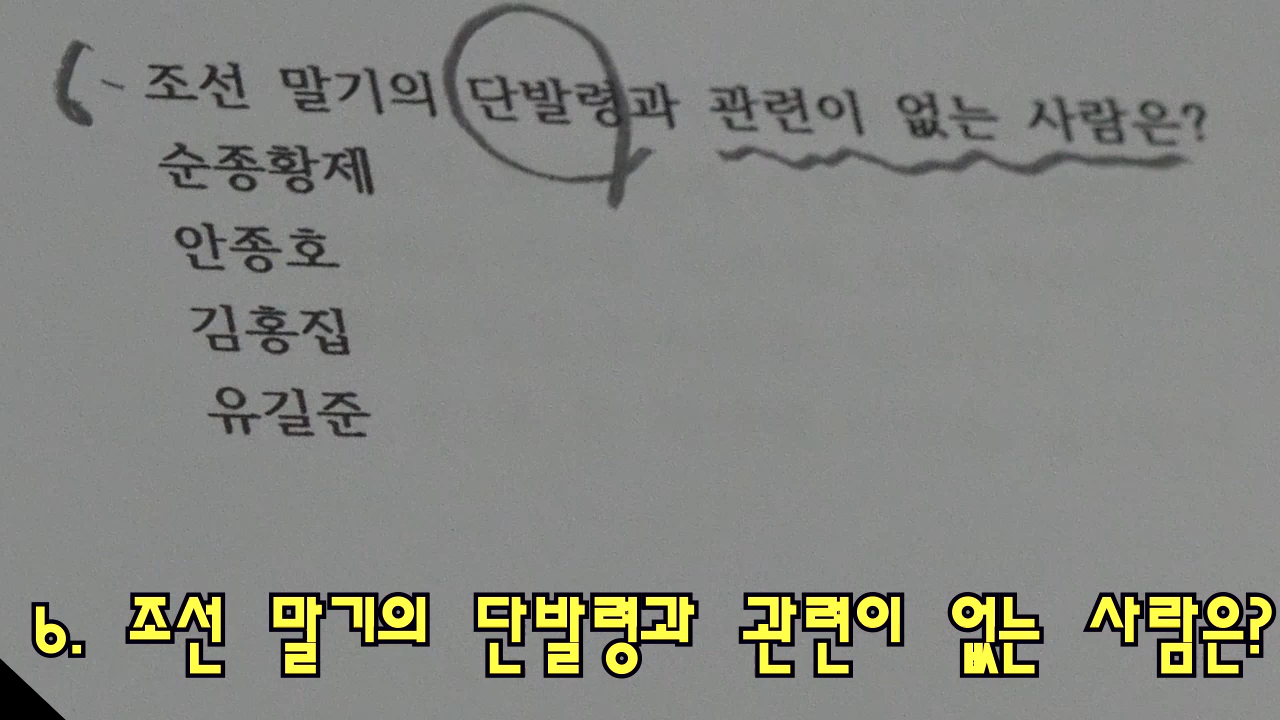 6. 조선 말기의 단발령과 관련이 없는 사람은?
순종황제
안종호
김홍집
유길준
6. 조선 말기의 단발령과 관련이 없는 사람은?